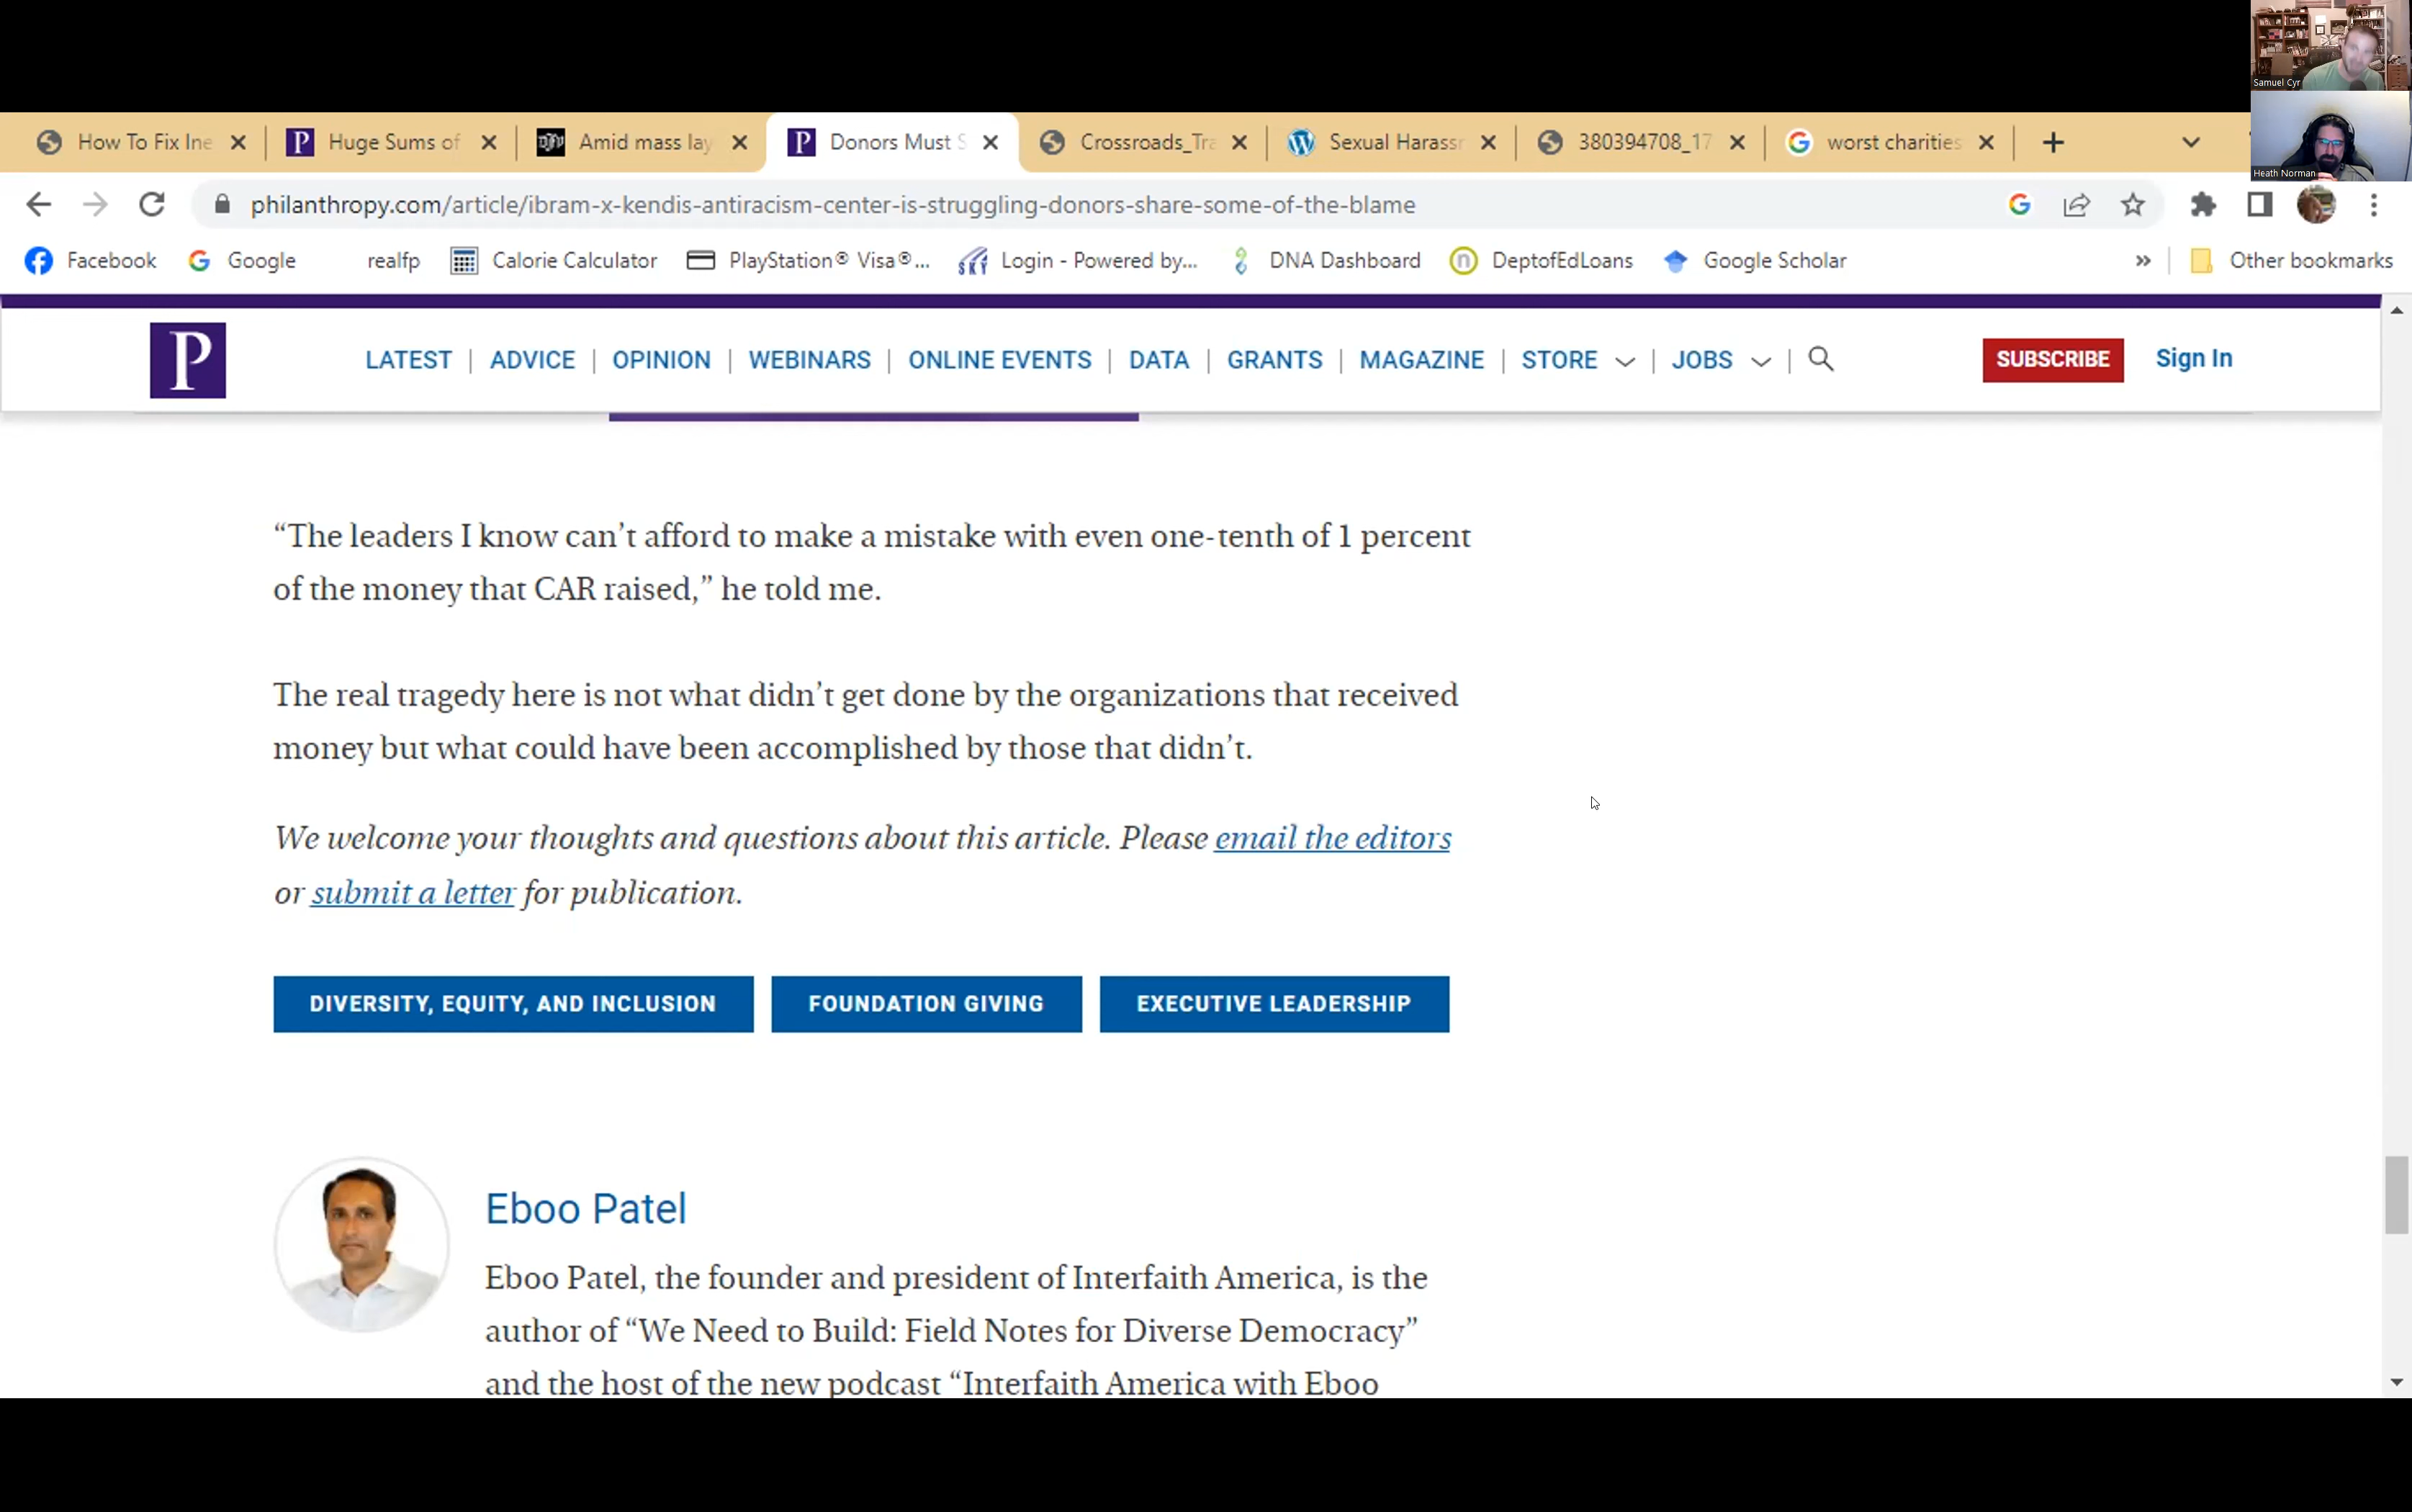 Samuel Cyr
Heath Norman
How To Fix Ine
Huge Sums of
Amid mass lay
Donors Must S
Crossroads_Tra
Sexual Harassr
380394708_17
worst charities
philanthropy.com/article/ibram-x-kendis-antiracism-center-is-struggling-donors-share-some-of-the-blame
Facebook Google realfp Calorie Calculator PlayStation® Visa®... Login - Powered by... DNA Dashboard DeptofEdLoans Google Scholar » Other bookmarks
P LATEST | ADVICE | OPINION | WEBINARS | ONLINE EVENTS | DATA | GRANTS | MAGAZINE | STORE | JOBS | SUBSCRIBE Sign In
“The leaders I know can’t afford to make a mistake with even one-tenth of 1 percent
of the money that CAR raised,” he told me.
The real tragedy here is not what didn’t get done by the organizations that received
money but what could have been accomplished by those that didn’t.
We welcome your thoughts and questions about this article. Please email the editors
or submit a letter for publication.
DIVERSITY, EQUITY, AND INCLUSION FOUNDATION GIVING EXECUTIVE LEADERSHIP
Eboo Patel
Eboo Patel, the founder and president of Interfaith America, is the
author of “We Need to Build: Field Notes for Diverse Democracy”
and the host of the new podcast “Interfaith America with Eboo